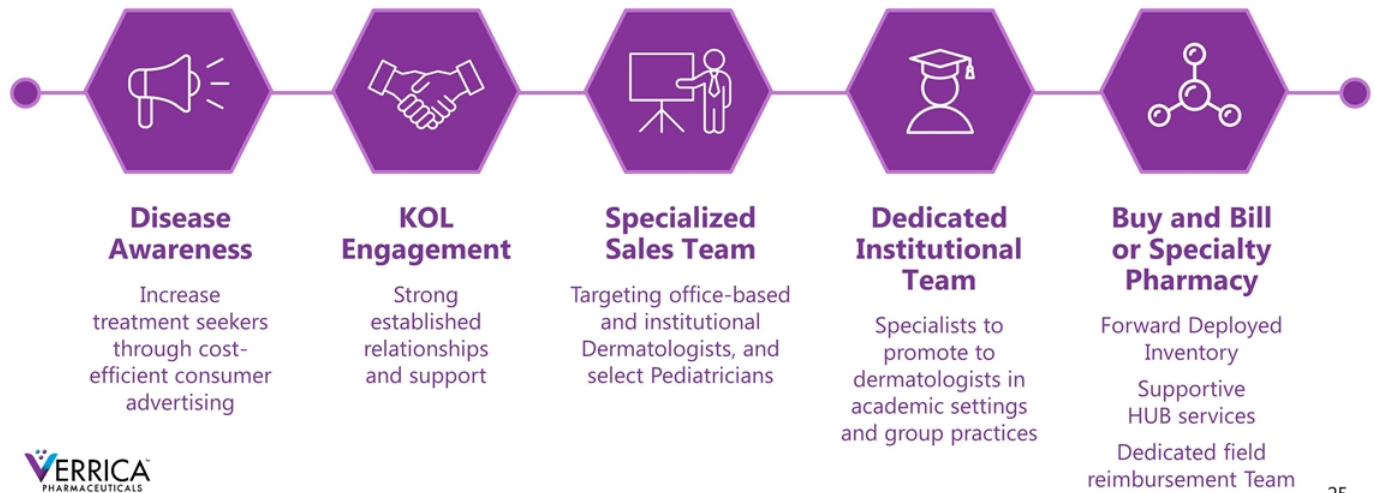 Disease
Awareness
Increase
treatment seekers
through cost-
efficient consumer
advertising
KOL
Engagement
Strong
established
relationships
and support
Specialized
Sales Team
Targeting office-based
and institutional
Dermatologists, and
select Pediatricians
Dedicated
Institutional
Team
Specialists to
promote to
dermatologists in
academic settings
and group practices
Buy and Bill
or Specialty
Pharmacy
Forward Deployed
Inventory
Supportive
HUB services
Dedicated field
reimbursement Team
VERRICA™
PHARMACEUTICALS